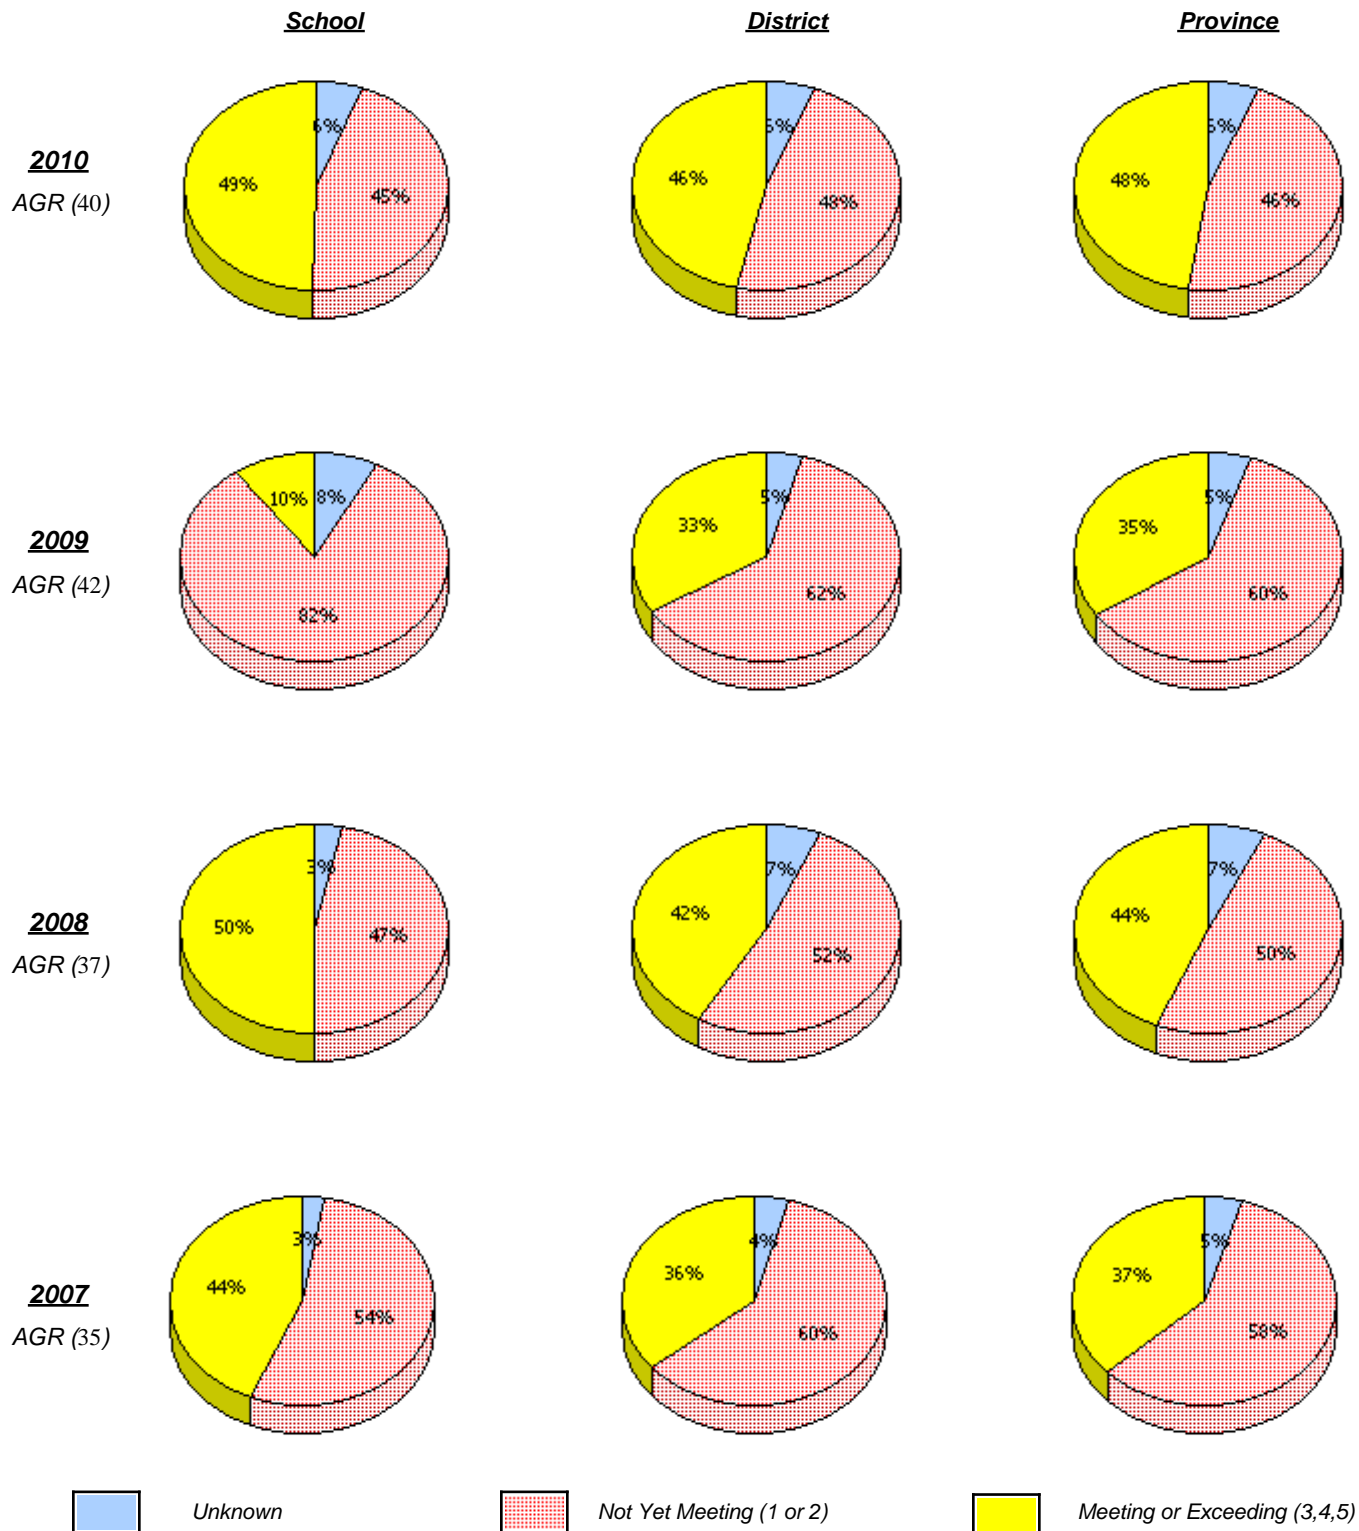 School District Province
2010
AGR (40)
6% 45% 49%
6% 48% 46%
6% 46% 48%
2009
AGR (42)
10% 8% 82%
33% 5% 62%
35% 5% 60%
2008
AGR (37)
3% 50% 47%
7% 42% 52%
7% 44% 50%
2007
AGR (35)
3% 44% 54%
4% 36% 60%
5% 37% 58%
Unknown Not Yet Meeting (1 or 2) Meeting or Exceeding (3,4,5)